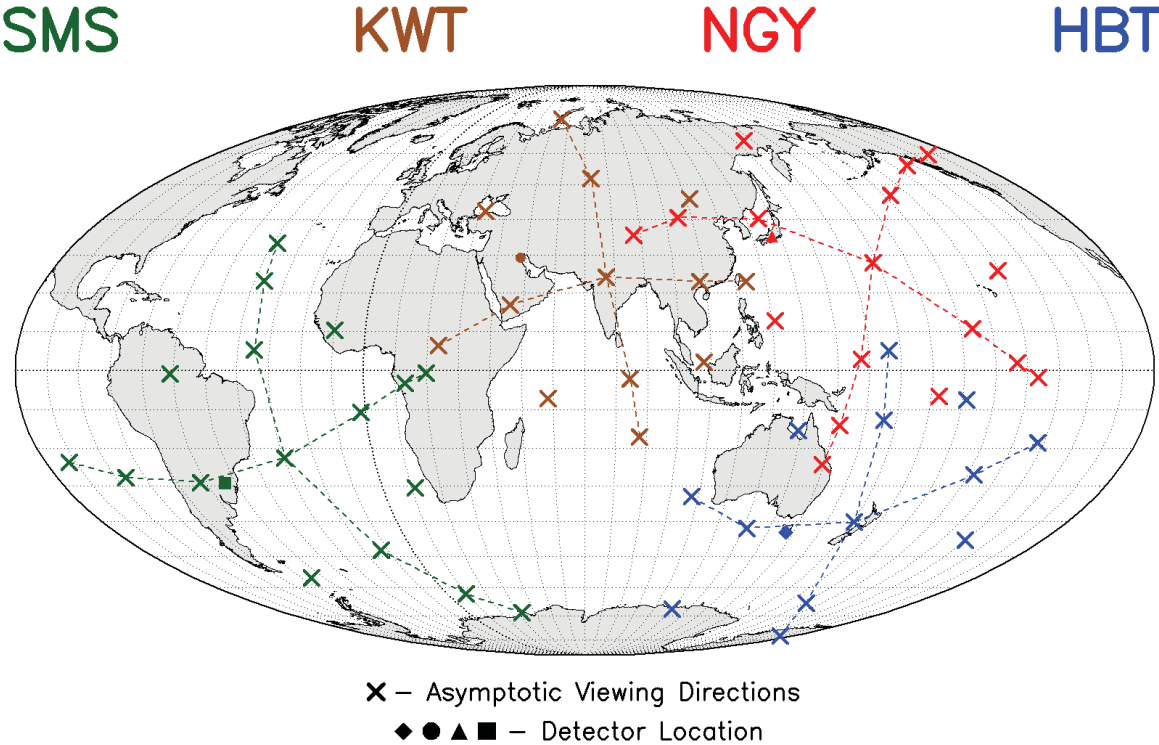 SMS KWT NGY HBT
× – Asymptotic Viewing Directions
◆ ● ▲ ■ – Detector Location